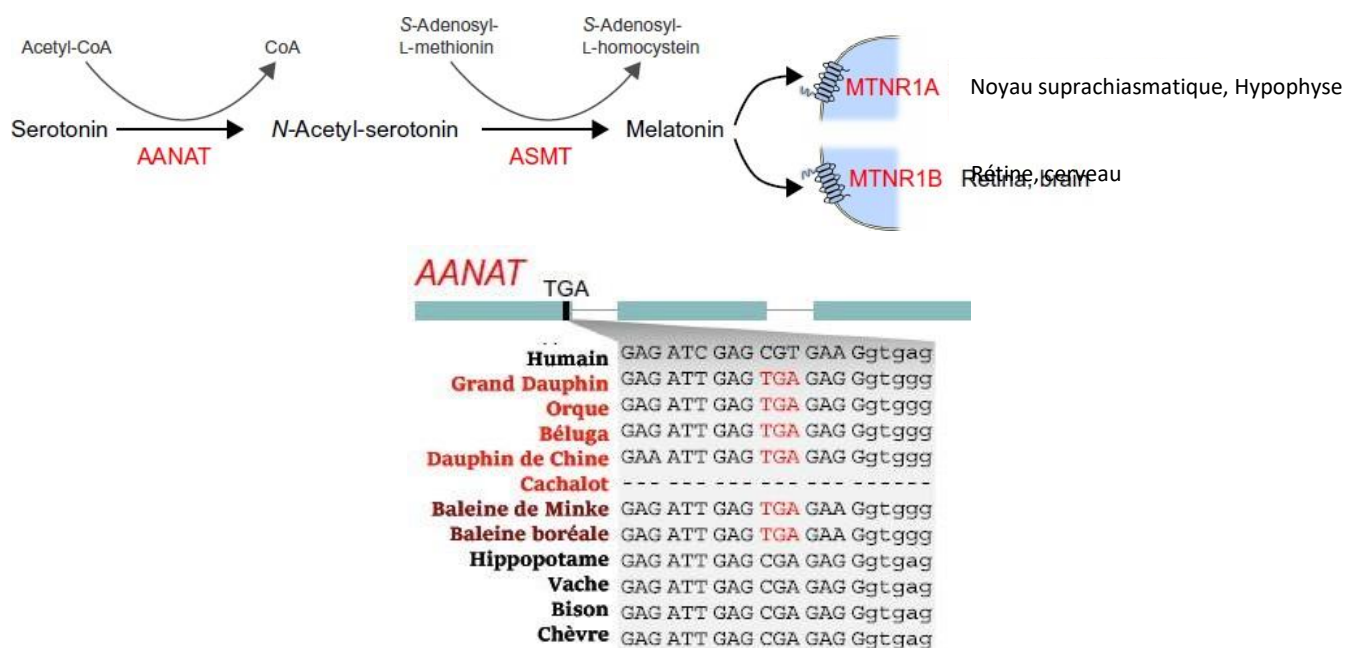 Acetyl-CoA
CoA
S-Adenosyl-
L-methionin
S-Adenosyl-
L-homocystein
Serotonin
AANAT
N-Acetyl-serotonin
ASMT
Melatonin
MTNR1A
Noyau suprachiasmatique, Hypophyse
MTNR1B
Retina, brain
Rétine, cerveau
AANAT
TGA
Humain GAG ATC GAG CGT GAA Ggtgag
Grand Dauphin GAG ATT GAG TGA GAG Ggtggg
Orque GAG ATT GAG TGA GAG Ggtggg
Béluga GAG ATT GAG TGA GAG Ggtggg
Dauphin de Chine GAA ATT GAG TGA GAG Ggtggg
Cachalot --- --- --- --- --- ------
Baleine de Minke GAG ATT GAG TGA GAA Ggtggg
Baleine boréale GAG ATT GAG TGA GAA Ggtggg
Hippopotame GAG ATT GAG CGA GAG Ggtgag
Vache GAG ATT GAG CGA GAG Ggtgag
Bison GAG ATT GAG CGA GAG Ggtgag
Chèvre GAG ATT GAG CGA GAG Ggtgag